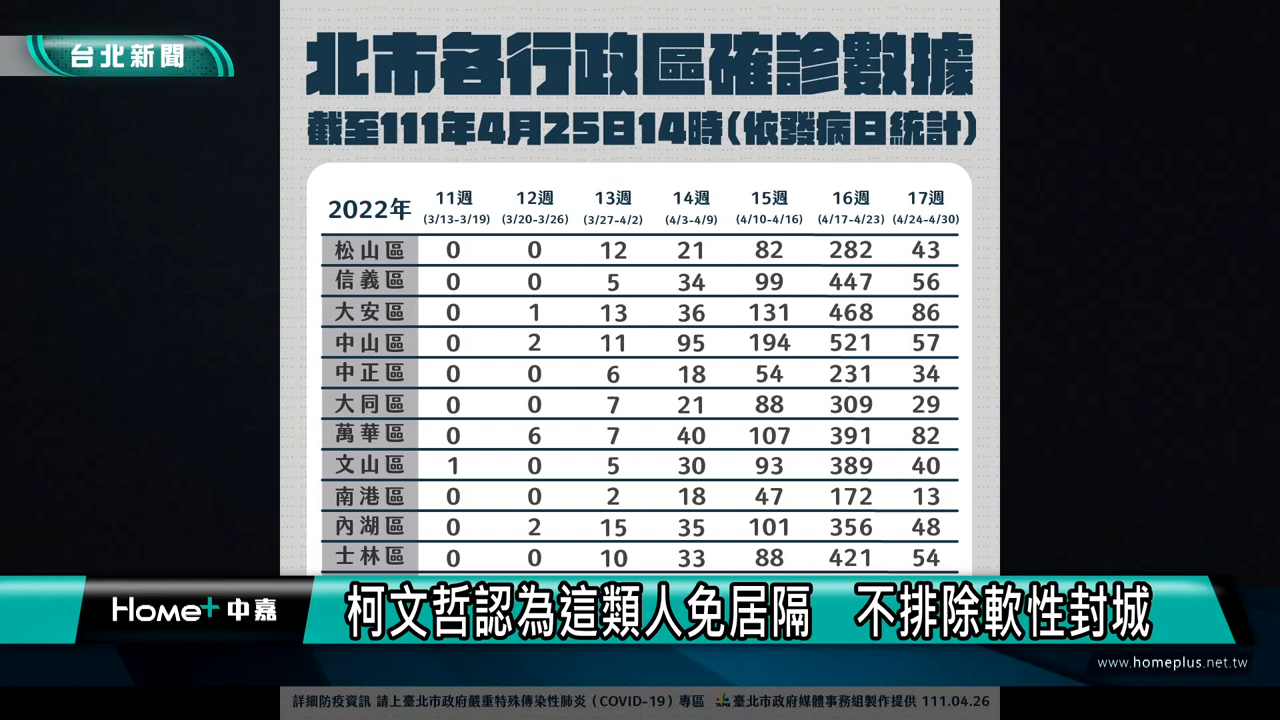 台北新聞
北市各行政區確診數據
截至111年4月25日14時(依發病日統計)
2022年 11週 12週 13週 14週 15週 16週 17週
(3/13-3/19) (3/20-3/26) (3/27-4/2) (4/3-4/9) (4/10-4/16) (4/17-4/23) (4/24-4/30)
松山區 0 0 12 21 82 282 43
信義區 0 0 5 34 99 447 56
大安區 0 1 13 36 131 468 86
中山區 0 2 11 95 194 521 57
中正區 0 0 6 18 54 231 34
大同區 0 0 7 21 88 309 29
萬華區 0 6 7 40 107 391 82
文山區 1 0 5 30 93 389 40
南港區 0 0 2 18 47 172 13
內湖區 0 2 15 35 101 356 48
士林區 0 0 10 33 88 421 54
Home+中嘉 柯文哲認為這類人免居隔 不排除軟性封城
www.homeplus.net.tw
詳細防疫資訊 請上臺北市政府嚴重特殊傳染性肺炎(COVID-19)專區 臺北市政府媒體事務組製作提供 111.04.26